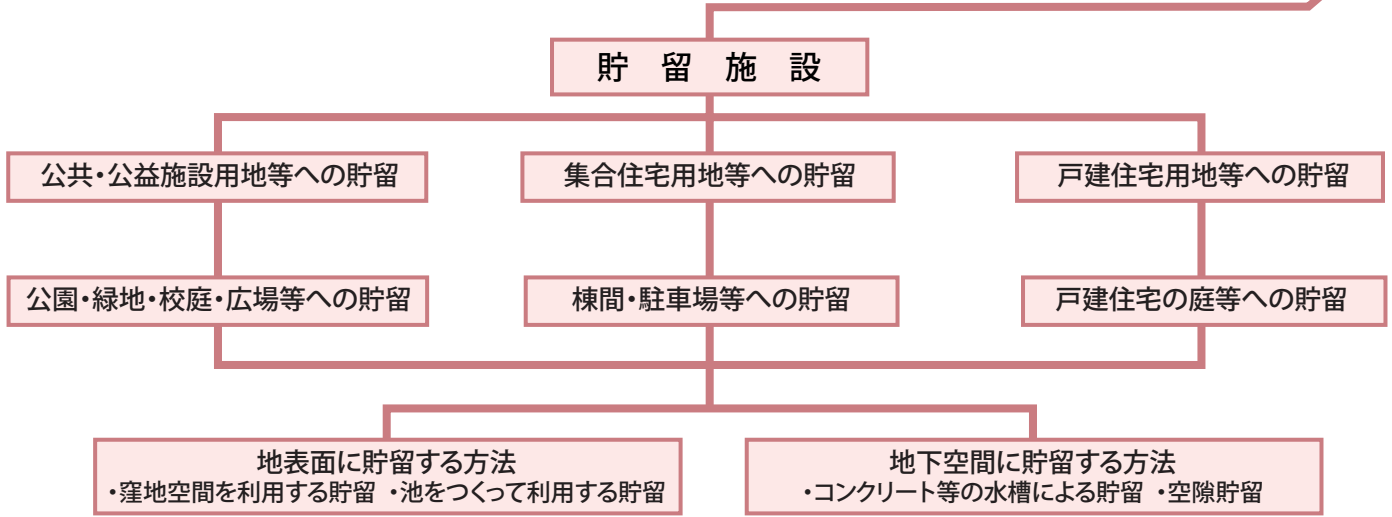 貯　留　施　設
公共・公益施設用地等への貯留
集合住宅用地等への貯留
戸建住宅用地等への貯留
公園・緑地・校庭・広場等への貯留
棟間・駐車場等への貯留
戸建住宅の庭等への貯留
地表面に貯留する方法
・窪地空間を利用する貯留 ・池をつくって利用する貯留
地下空間に貯留する方法
・コンクリート等の水槽による貯留 ・空隙貯留